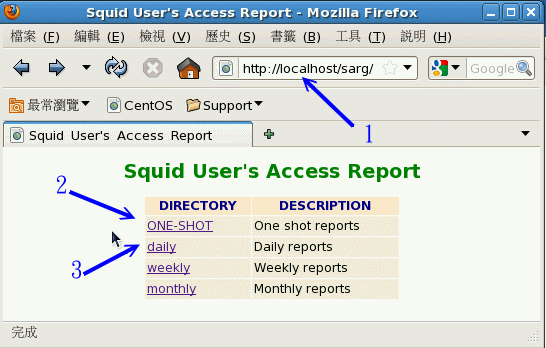 Squid User's Access Report - Mozilla Firefox
檔案 (F) 編輯 (E) 檢視 (V) 歷史 (S) 書籤 (B) 工具 (T) 說明 (H)
http://localhost/sarg/ Google
最常瀏覽 CentOS Support
Squid User's Access Report
1
Squid User's Access Report
2
DIRECTORY DESCRIPTION
ONE-SHOT One shot reports
daily Daily reports
3
weekly Weekly reports
monthly Monthly reports
完成